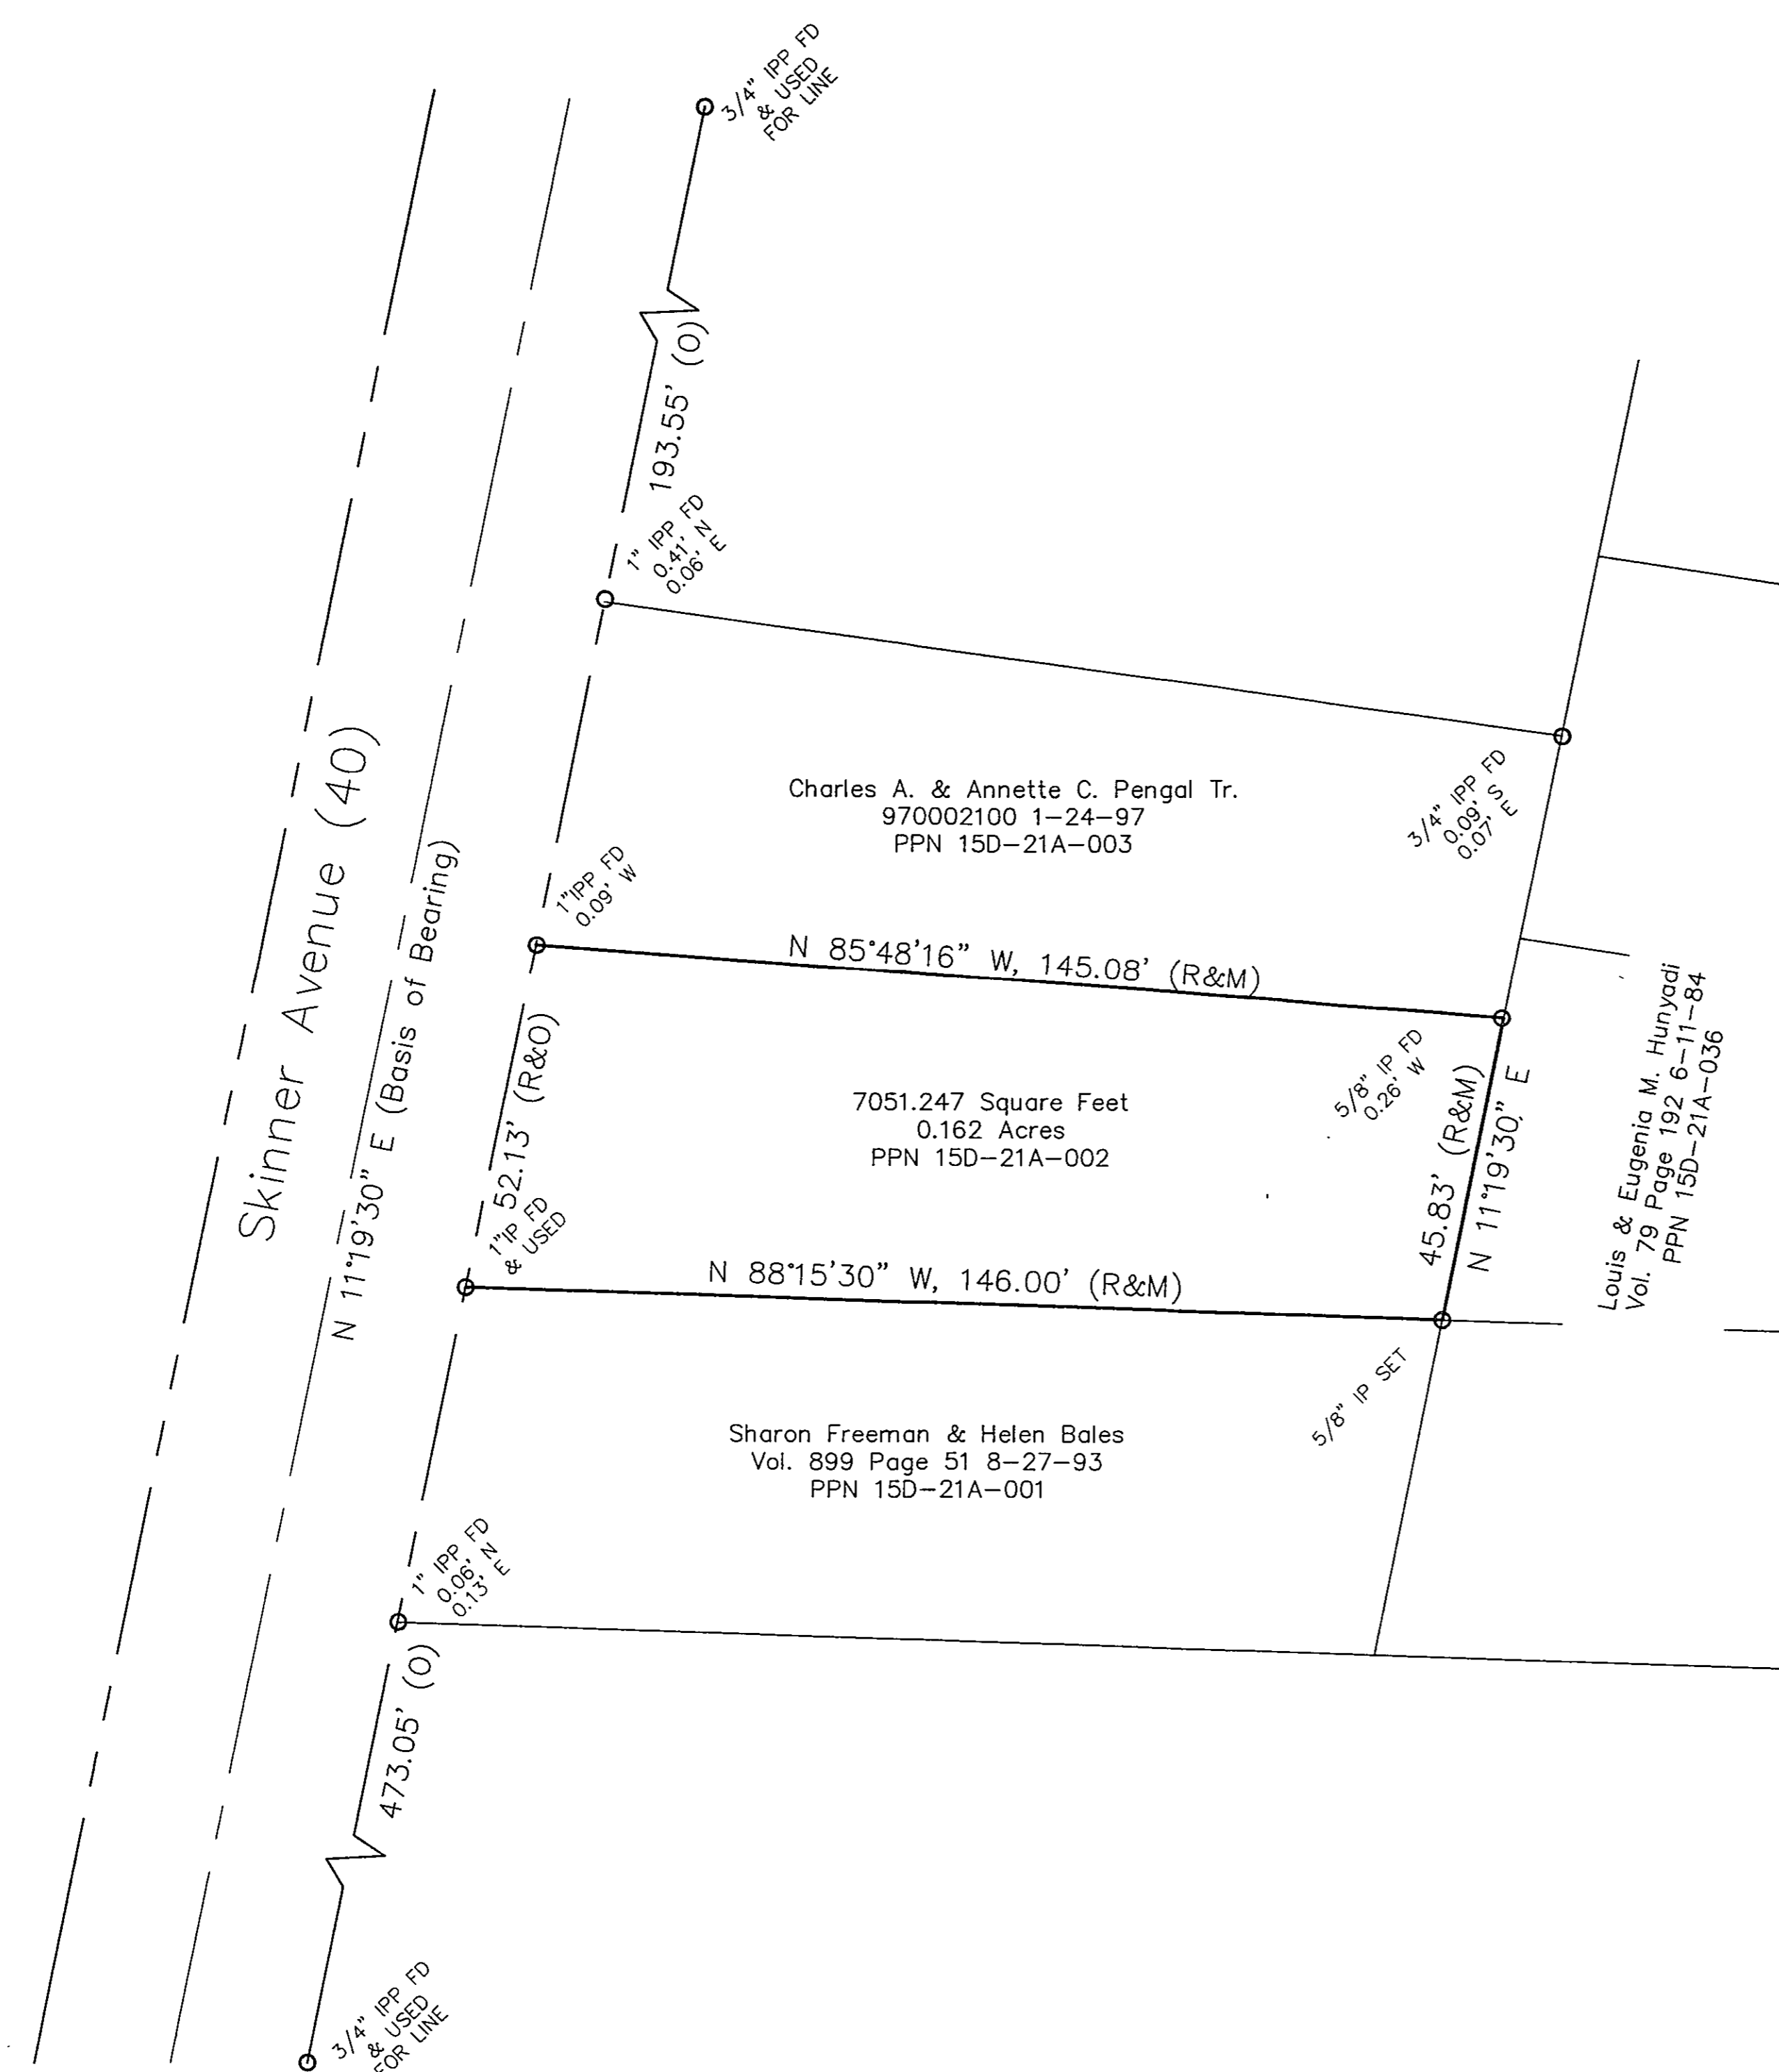 3/4" IPP FD
& USED
FOR LINE
193.55' (O)
1" IPP FD
0.41' N
0.06' E
Skinner Avenue (40)
N 11°19'30" E (Basis of Bearing)
Charles A. & Annette C. Pengal Tr.
970002100 1-24-97
PPN 15D-21A-003
3/4" IPP FD
0.09' S
0.07' E
1"IPP FD
0.09' W
N 85°48'16" W, 145.08' (R&M)
5/8" IP FD
0.26' W
52.13' (R&O)
7051.247 Square Feet
0.162 Acres
PPN 15D-21A-002
45.83' (R&M)
N 11°19'30" E
Louis & Eugenia M. Hunyadi
Vol. 79 Page 192 6-11-84
PPN 15D-21A-036
1"IP FD
& USED
N 88°15'30" W, 146.00' (R&M)
5/8" IP SET
Sharon Freeman & Helen Bales
Vol. 899 Page 51 8-27-93
PPN 15D-21A-001
1" IPP FD
0.06' N
0.13' E
473.05' (O)
3/4" IPP FD
& USED
FOR LINE